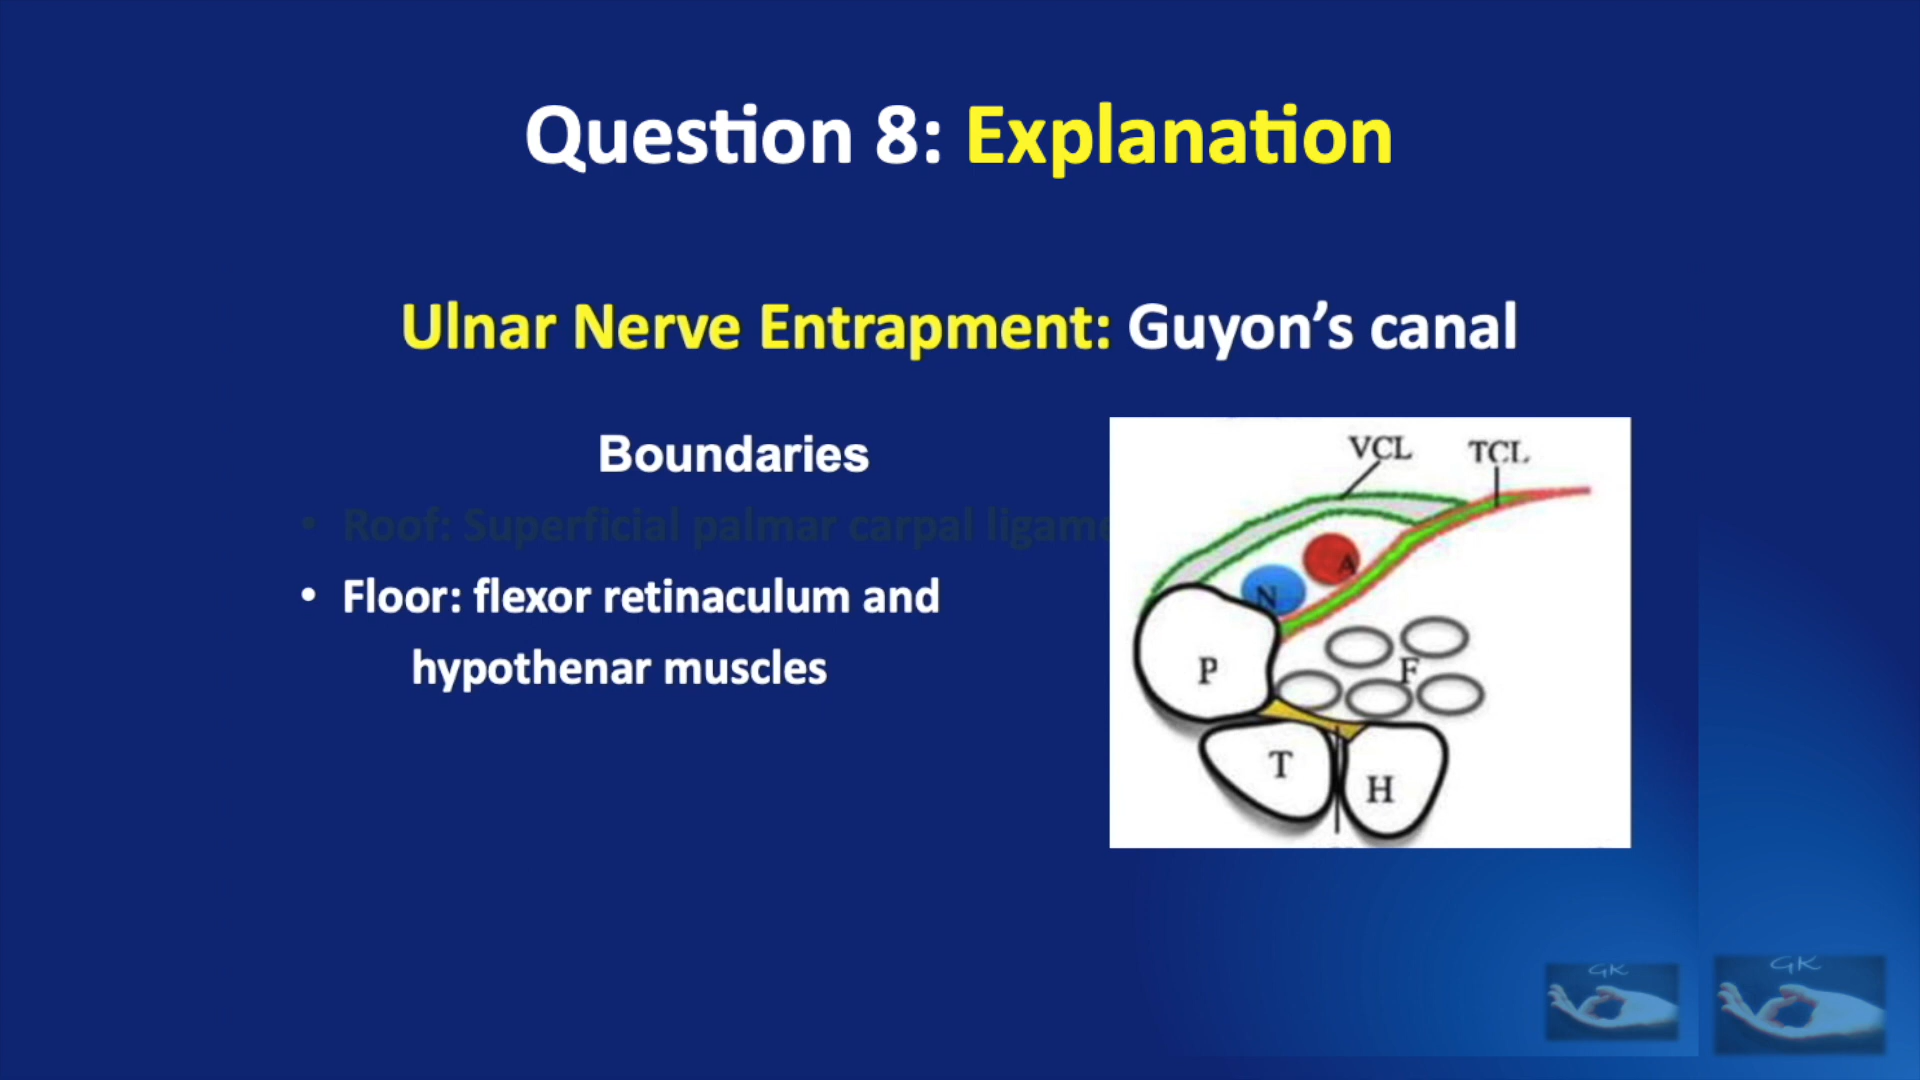 Question 8: Explanation
Ulnar Nerve Entrapment: Guyon’s canal
Boundaries
• Roof: Superficial palmar carpal
• Floor: flexor retinaculum and
hypothenar muscles
VCL TCL
A
N
P
F
T
H
GK GK